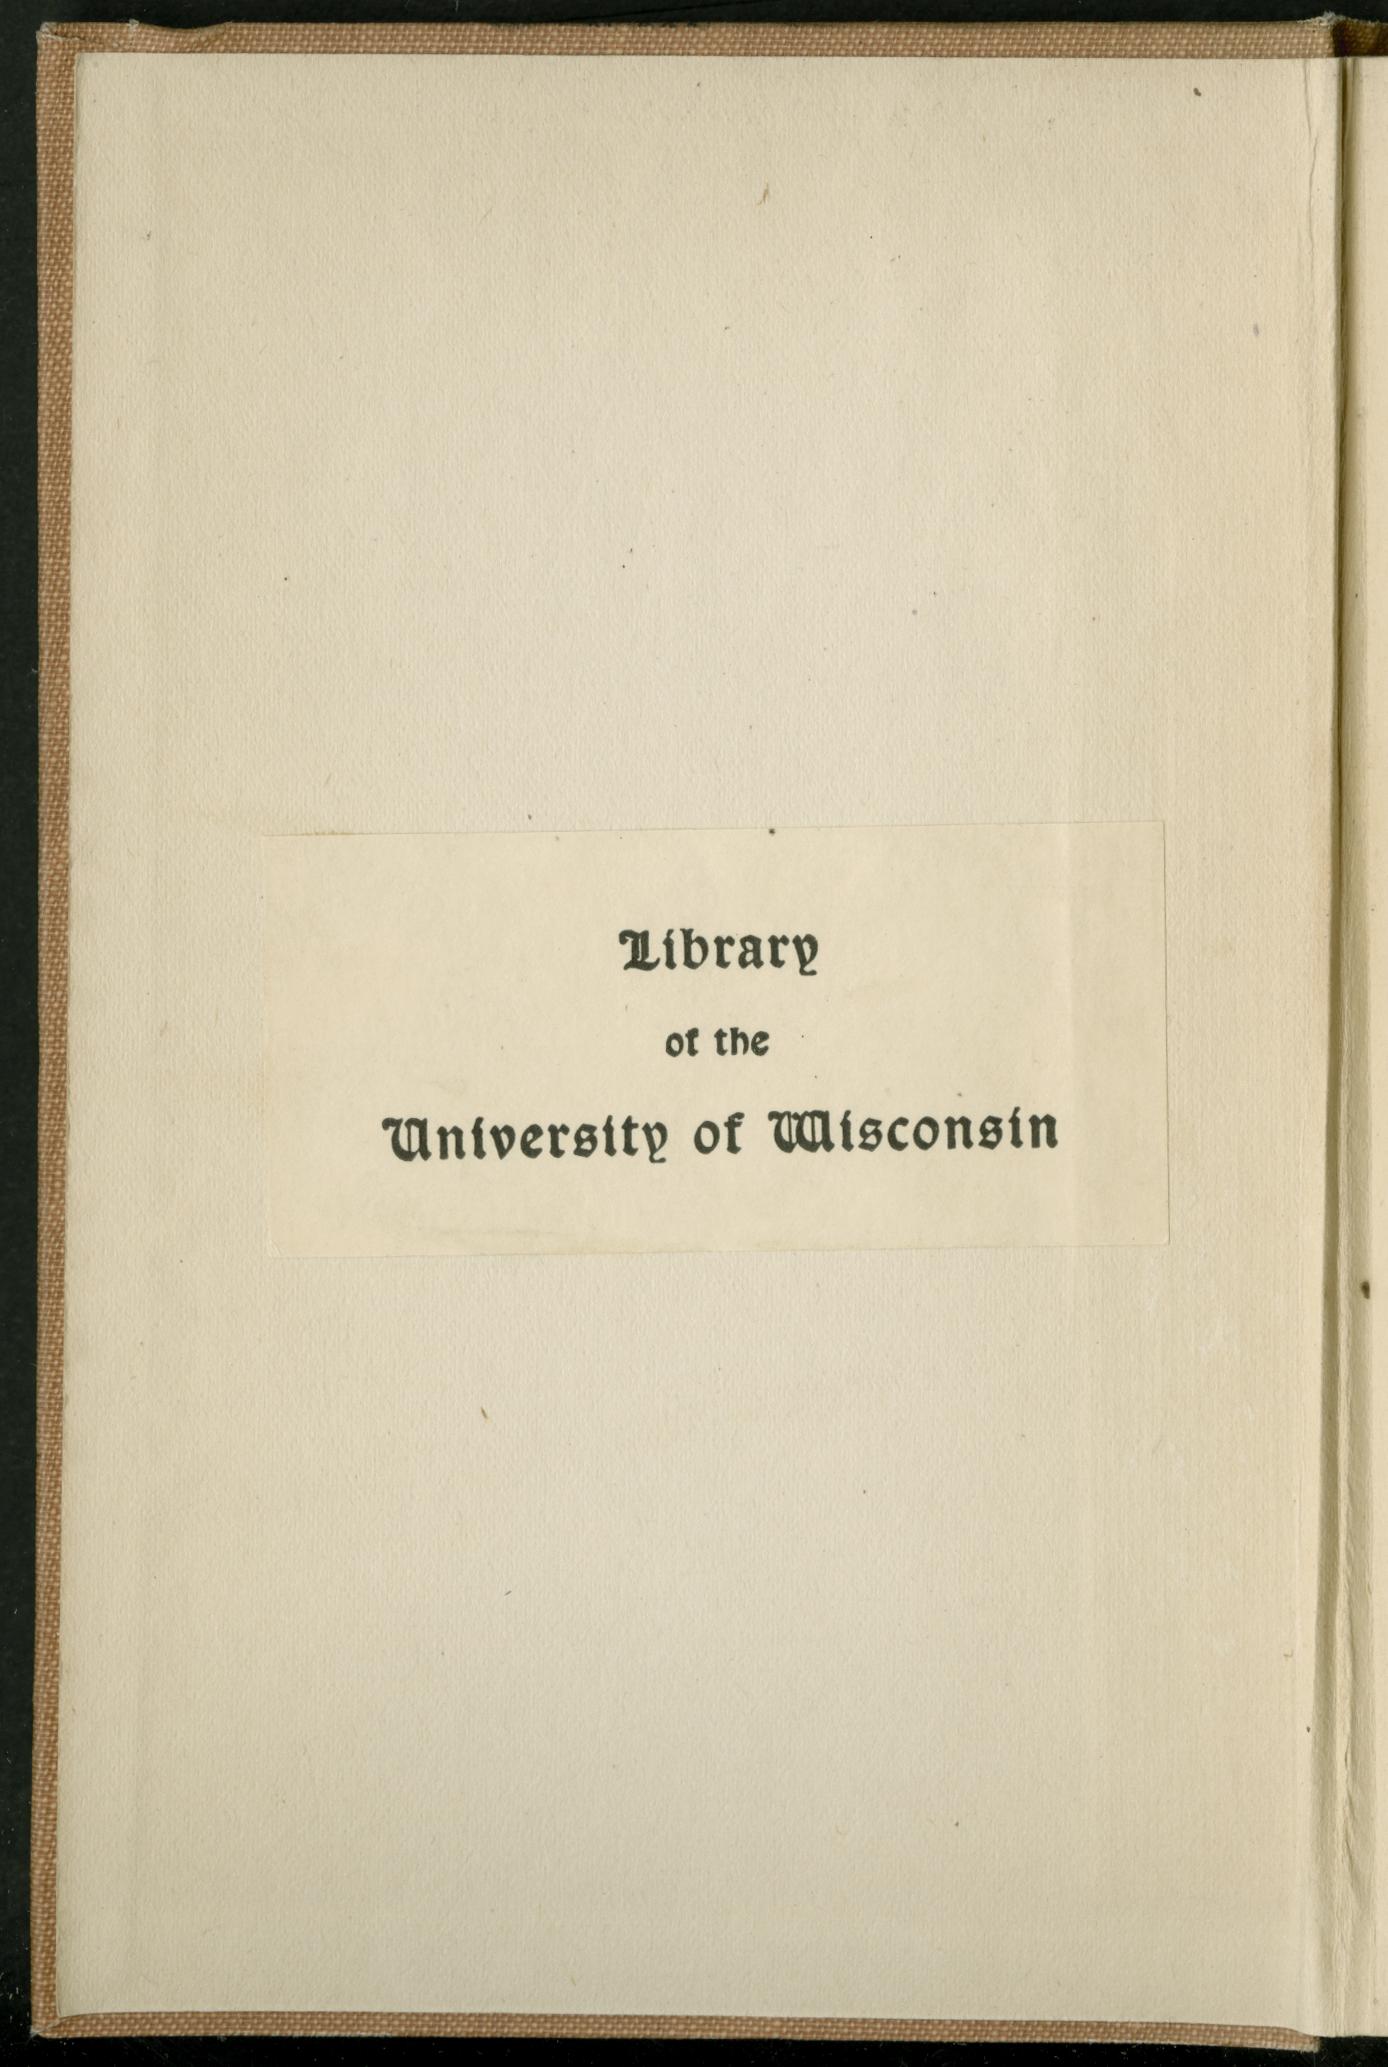 Library
of the
University of Wisconsin